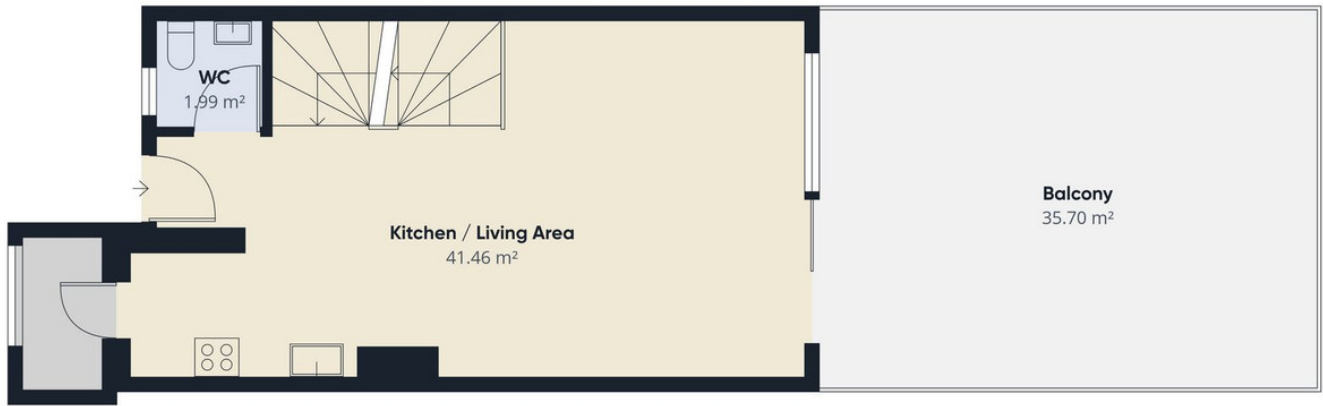 WC
1.99 m²
Kitchen / Living Area
41.46 m²
Balcony
35.70 m²